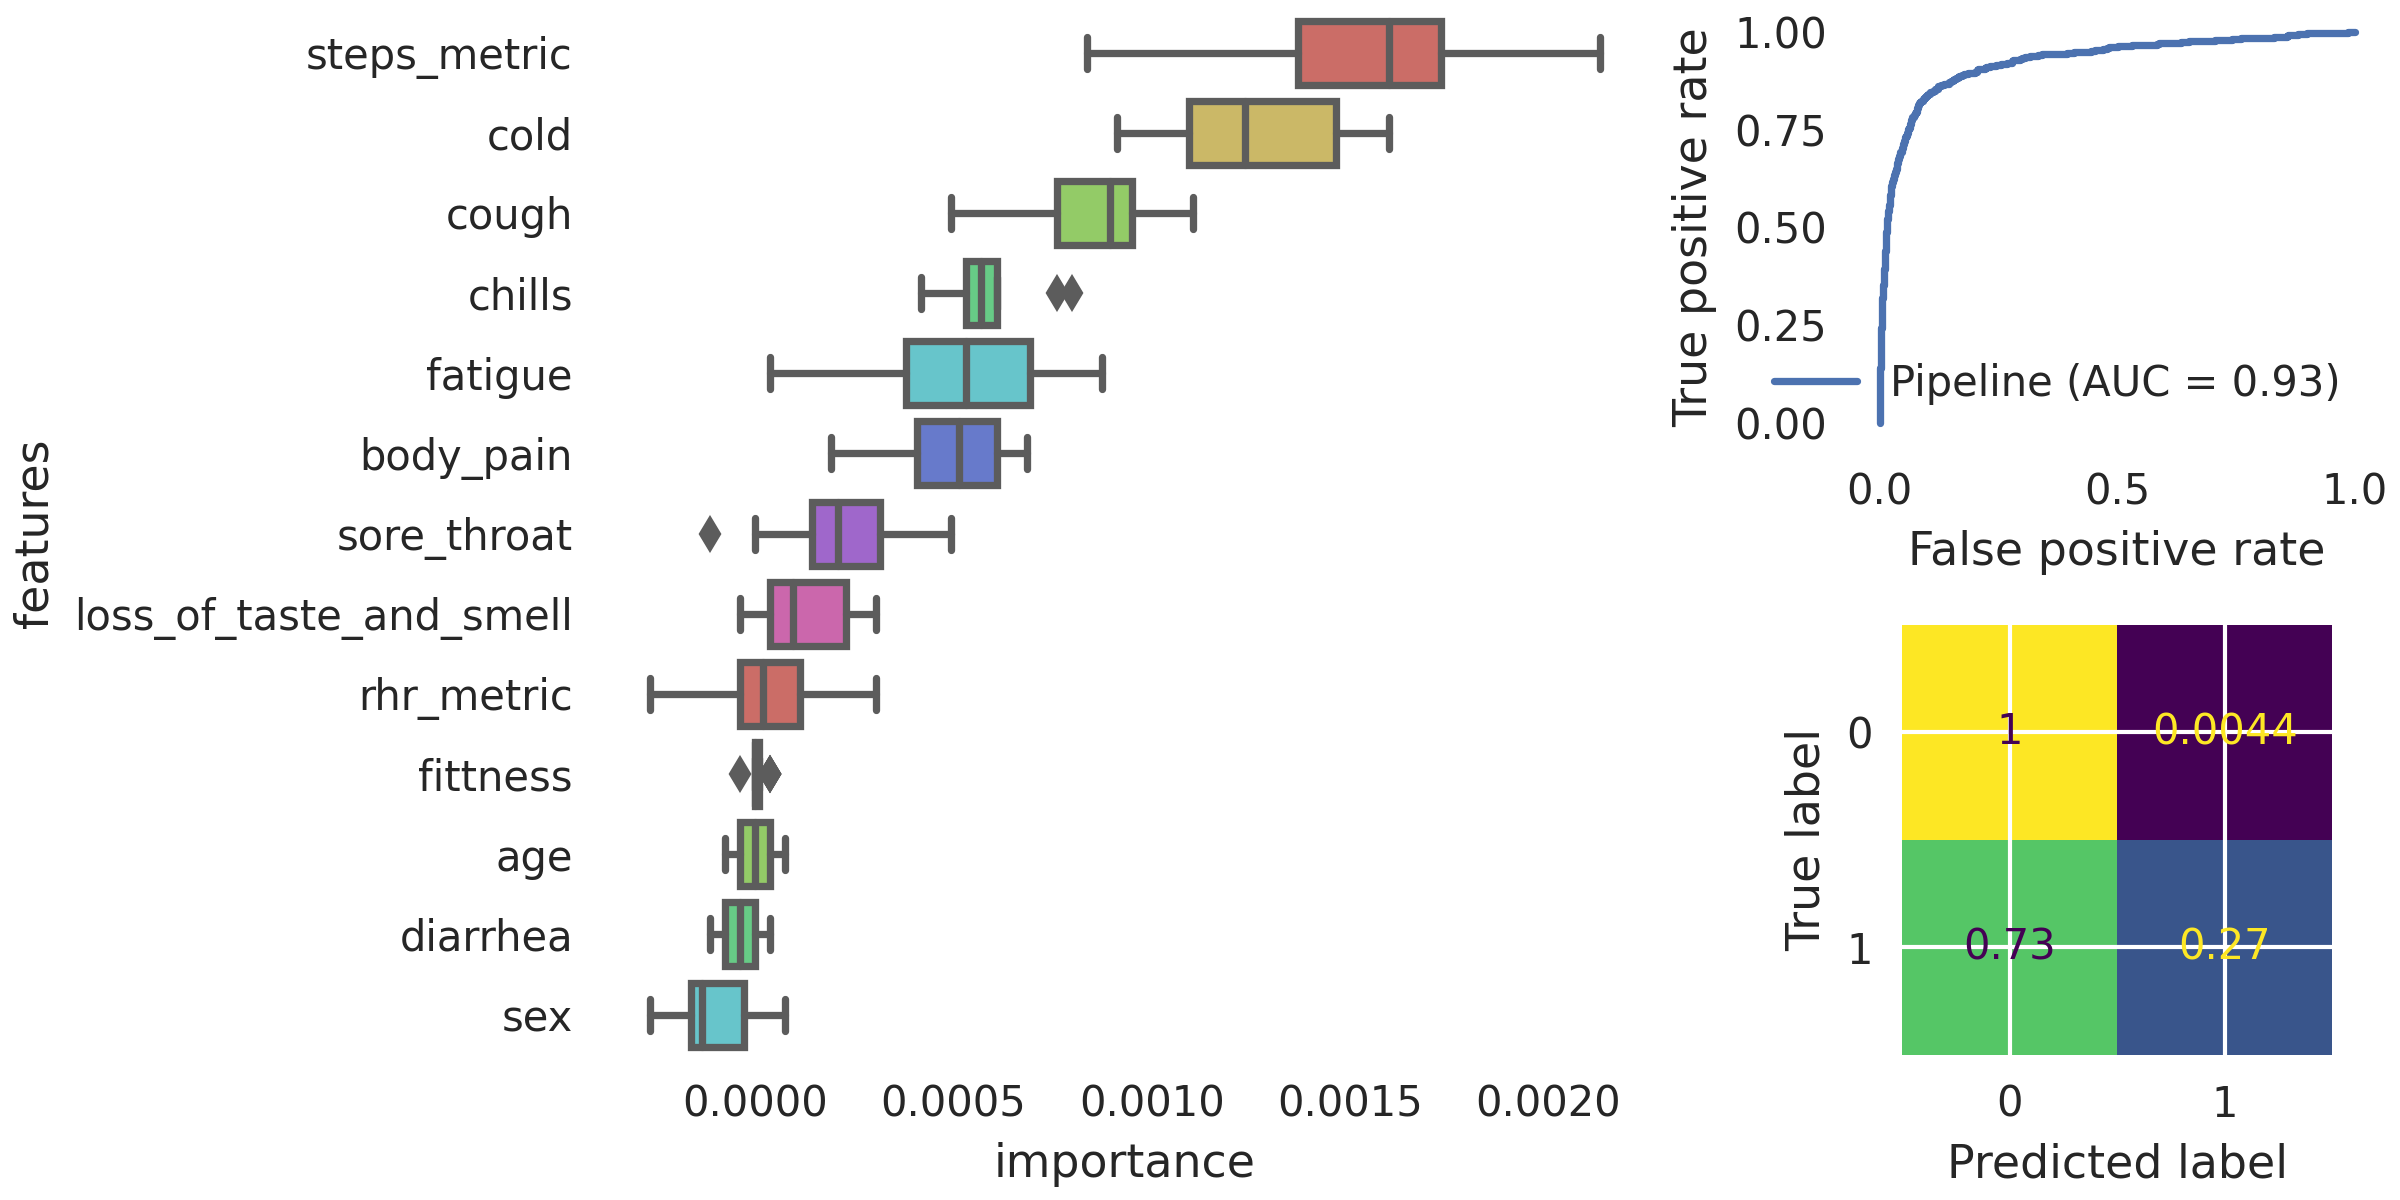 features
steps_metric
cold
cough
chills
fatigue
body_pain
sore_throat
loss_of_taste_and_smell
rhr_metric
fittness
age
diarrhea
sex
0.0000 0.0005 0.0010 0.0015 0.0020
importance
True positive rate
1.00
0.75
0.50
0.25
0.00
Pipeline (AUC = 0.93)
0.0 0.5 1.0
False positive rate
True label
0
1
1 0.0044
0.73 0.27
0 1
Predicted label